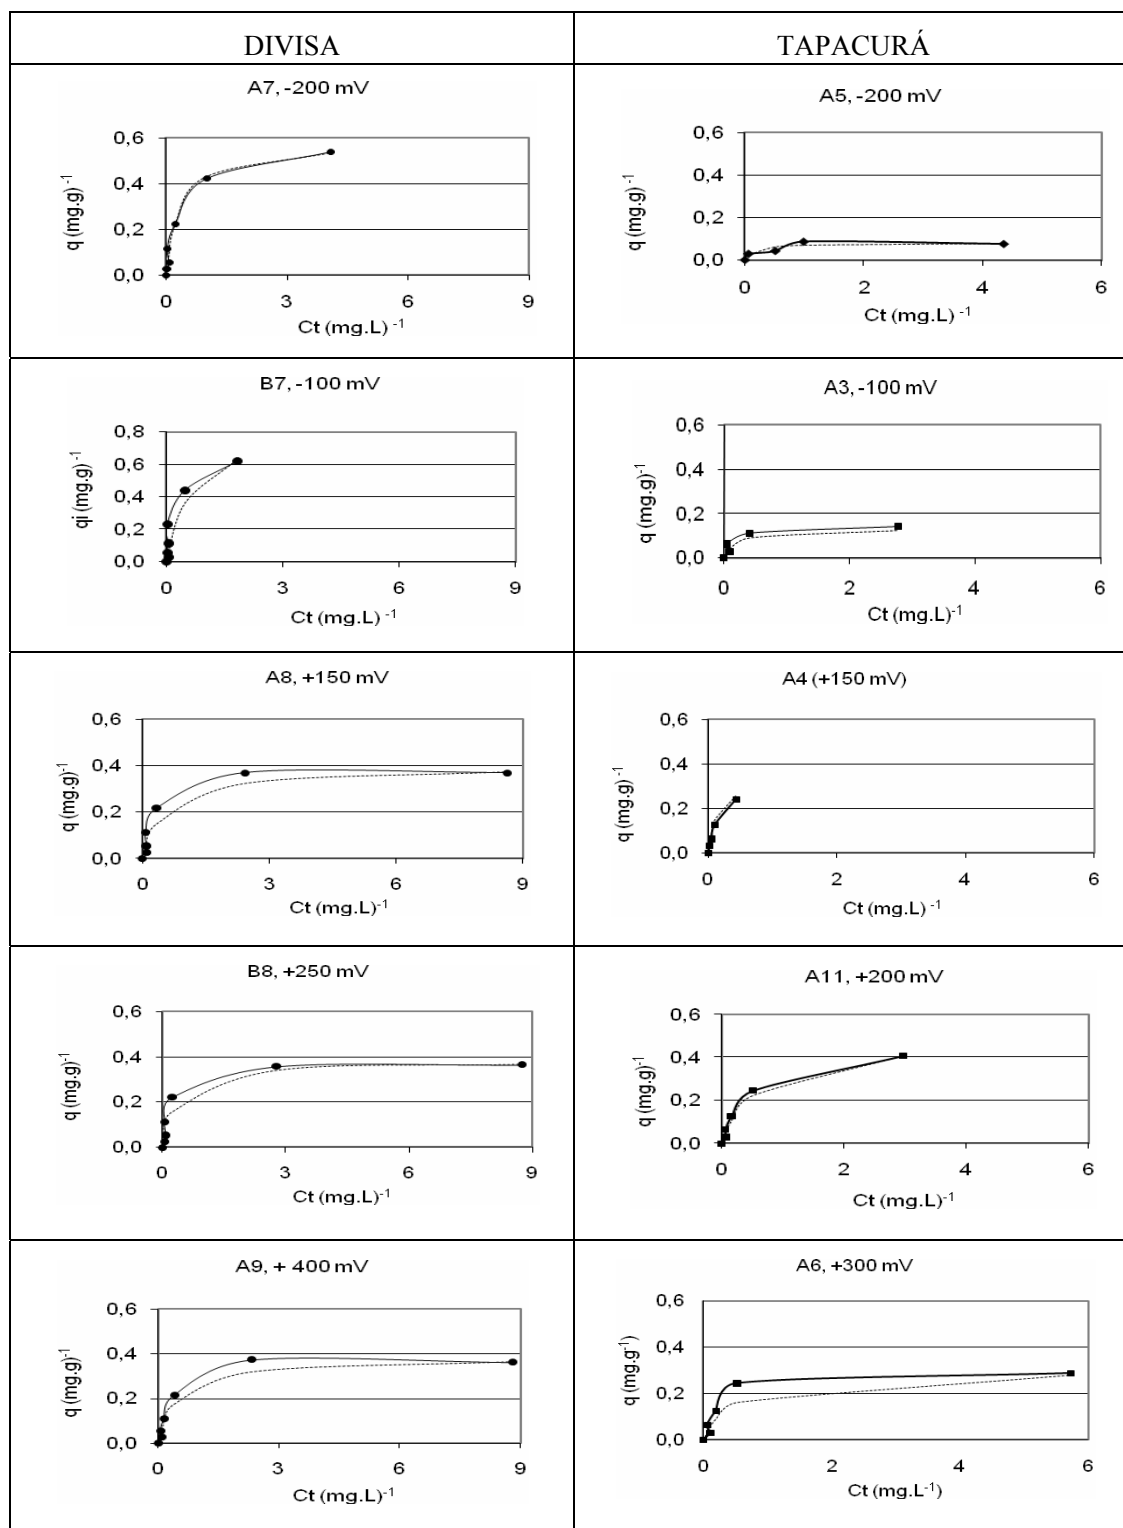 DIVISA
TAPACURÁ
A7, -200 mV
q (mg.g)⁻¹
0,6
0,4
0,2
0,0
0 3 6 9
Ct (mg.L)⁻¹
A5, -200 mV
q (mg.g)⁻¹
0,6
0,4
0,2
0,0
0 2 4 6
Ct (mg.L)⁻¹
B7, -100 mV
qi (mg.g)⁻¹
0,8
0,6
0,4
0,2
0,0
0 3 6 9
Ct (mg.L)⁻¹
A3, -100 mV
q (mg.g)⁻¹
0,6
0,4
0,2
0,0
0 2 4 6
Ct (mg.L)⁻¹
A8, +150 mV
q (mg.g)⁻¹
0,6
0,4
0,2
0,0
0 3 6 9
Ct (mg.L)⁻¹
A4 (+150 mV)
q (mg.g)⁻¹
0,6
0,4
0,2
0,0
0 2 4 6
Ct (mg.L)⁻¹
B8, +250 mV
q (mg.g)⁻¹
0,6
0,4
0,2
0,0
0 3 6 9
Ct (mg.L)⁻¹
A11, +200 mV
q (mg.g)⁻¹
0,6
0,4
0,2
0,0
0 2 4 6
Ct (mg.L)⁻¹
A9, + 400 mV
q (mg.g)⁻¹
0,6
0,4
0,2
0,0
0 3 6 9
Ct (mg.L)⁻¹
A6, +300 mV
q (mg.g⁻¹)
0,6
0,4
0,2
0,0
0 2 4 6
Ct (mg.L⁻¹)